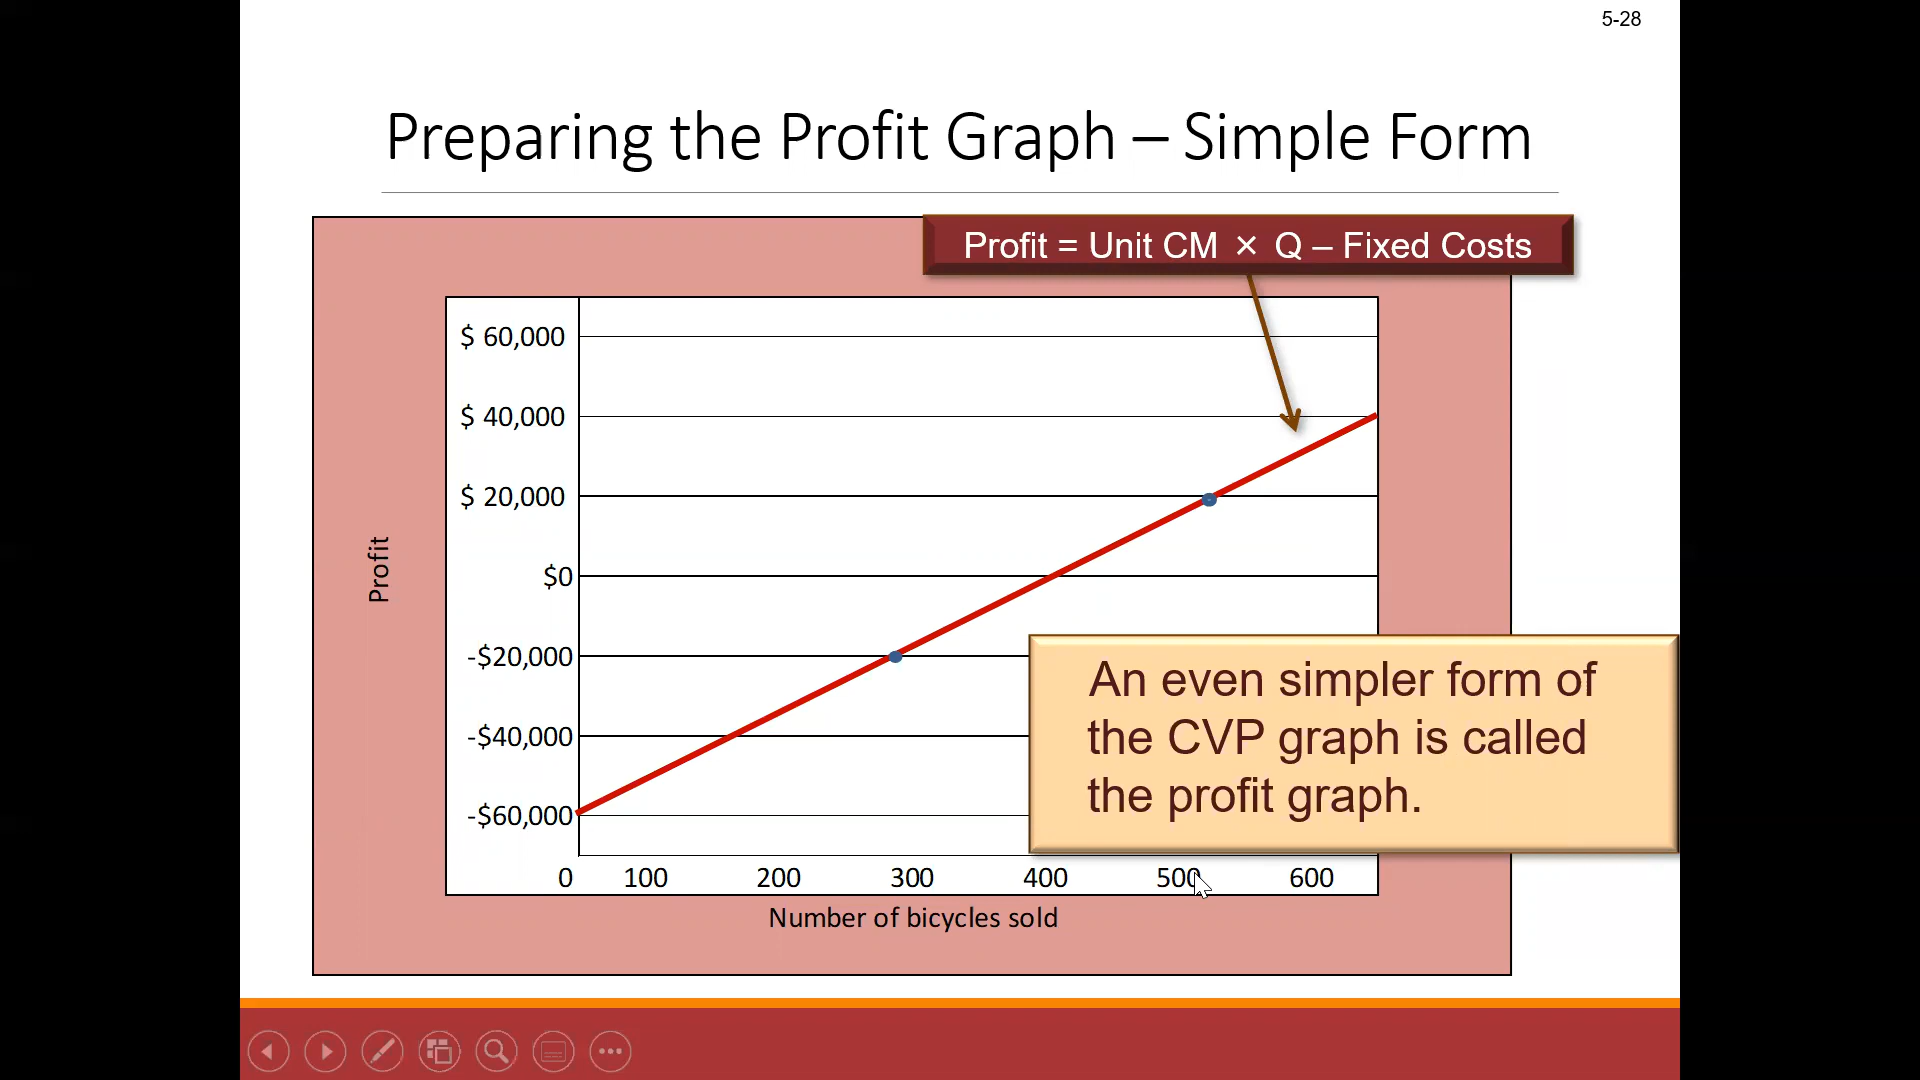 5-28
Preparing the Profit Graph – Simple Form
Profit = Unit CM × Q – Fixed Costs
$ 60,000
$ 40,000
$ 20,000
$0
-$20,000
-$40,000
-$60,000
Profit
An even simpler form of
the CVP graph is called
the profit graph.
0 100 200 300 400 500 600
Number of bicycles sold